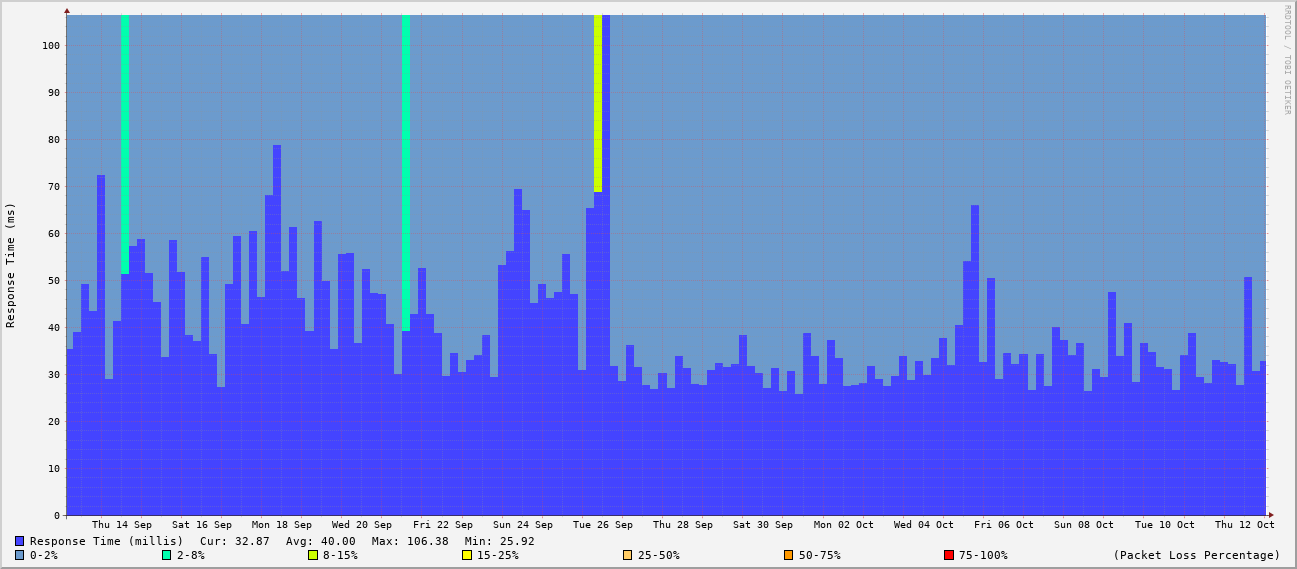 RRDTOOL / TOBI OETIKER
Response Time (ms)
100
90
80
70
60
50
40
30
20
10
0
Thu 14 Sep Sat 16 Sep Mon 18 Sep Wed 20 Sep Fri 22 Sep Sun 24 Sep Tue 26 Sep Thu 28 Sep Sat 30 Sep Mon 02 Oct Wed 04 Oct Fri 06 Oct Sun 08 Oct Tue 10 Oct Thu 12 Oct
Response Time (millis) Cur: 32.87 Avg: 40.00 Max: 106.38 Min: 25.92
0-2% 2-8% 8-15% 15-25% 25-50% 50-75% 75-100% (Packet Loss Percentage)